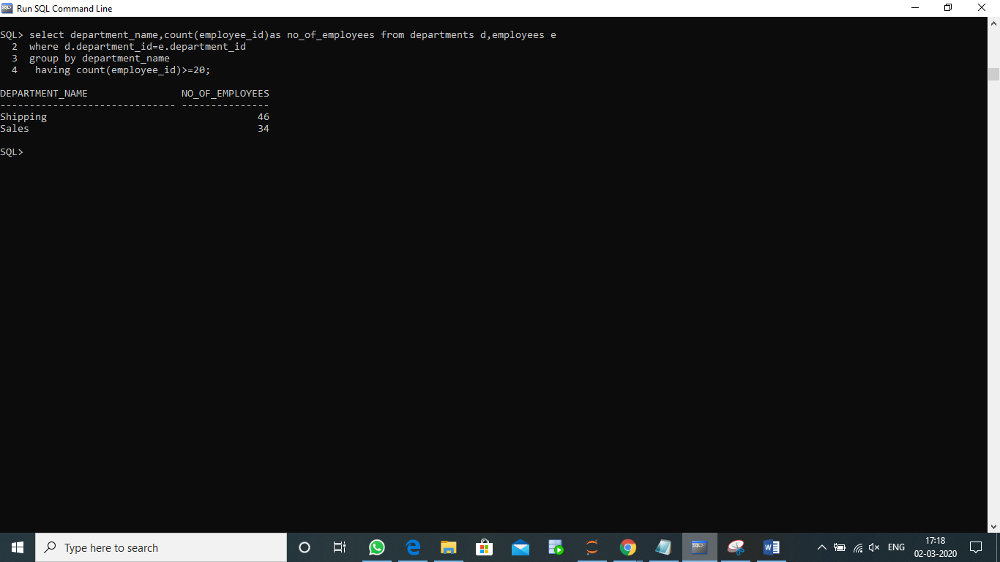 Run SQL Command Line
SQL> select department_name,count(employee_id)as no_of_employees from departments d,employees e
2 where d.department_id=e.department_id
3 group by department_name
4 having count(employee_id)>=20;
DEPARTMENT_NAME NO_OF_EMPLOYEES
------------------------------ ---------------
Shipping 46
Sales 34
SQL>
Type here to search
ENG
17:18
02-03-2020